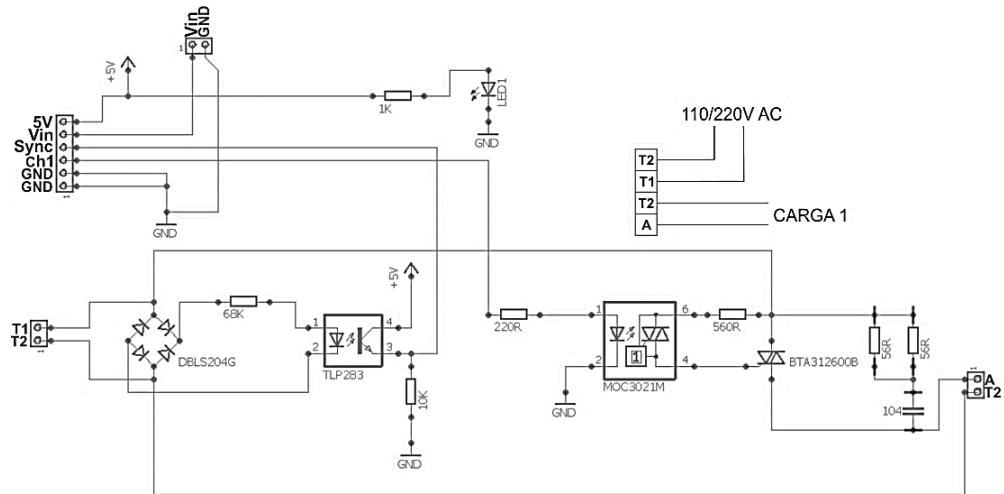 Vin
GND
1
+5V
1K
LED1
GND
5V
Vin
Sync
Ch1
GND
GND
1
GND
110/220V AC
T2
T1
T2
A
CARGA 1
T1
T2
1
68K
DBLS204G
1
2
4
3
TLP2B3
+5V
10K
GND
220R
1
2
6
4
1
MOC3021M
GND
560R
BTA312600B
56R
56R
104
1
A
T2